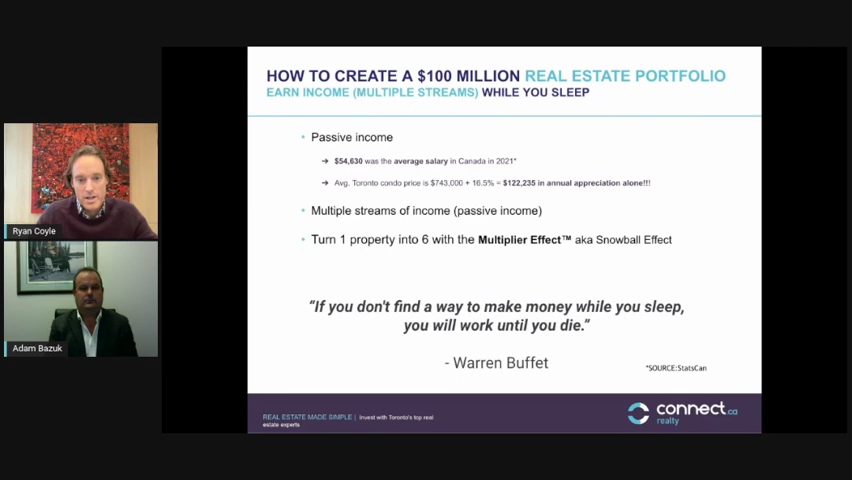 HOW TO CREATE A $100 MILLION REAL ESTATE PORTFOLIO
EARN INCOME (MULTIPLE STREAMS) WHILE YOU SLEEP
• Passive income
➔ $54,630 was the average salary in Canada in 2021*
➔ Avg. Toronto condo price is $743,000 + 16.5% = $122,235 in annual appreciation alone!!!
• Multiple streams of income (passive income)
• Turn 1 property into 6 with the Multiplier Effect™ aka Snowball Effect
“If you don't find a way to make money while you sleep,
you will work until you die.”
- Warren Buffet
*SOURCE:StatsCan
REAL ESTATE MADE SIMPLE | Invest with Toronto's top real
estate experts
connect.ca
realty
Ryan Coyle
Adam Bazuk